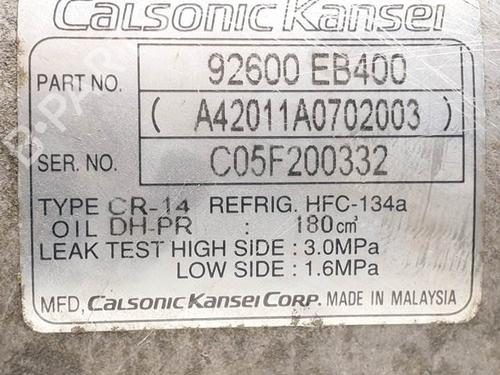 Calsonic Kansei
PART NO. 92600 EB400
( A42011A0702003 )
SER. NO. C05F200332
TYPE CR-14 REFRIG. HFC-134a
OIL DH-PR : 180cm³
LEAK TEST HIGH SIDE : 3.0MPa
LOW SIDE : 1.6MPa
MFD. CALSONIC KANSEI CORP. MADE IN MALAYSIA